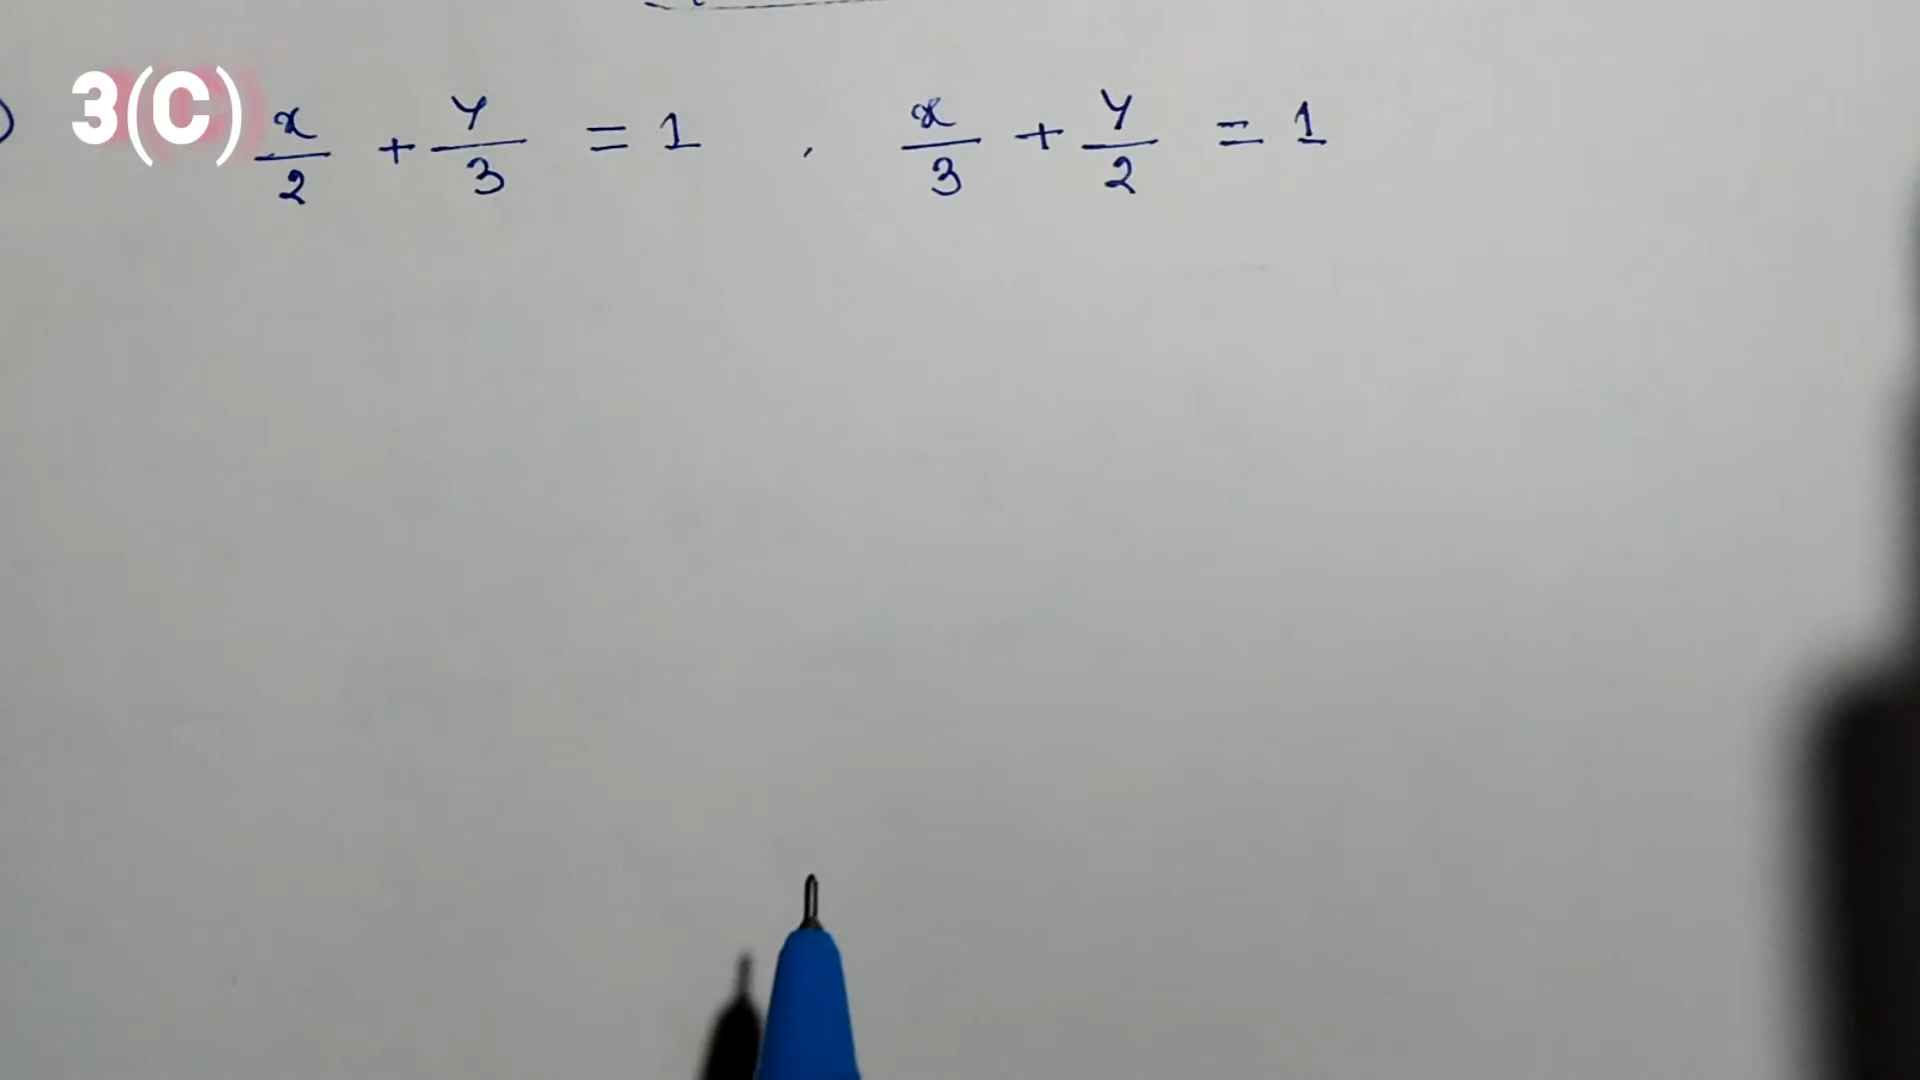 3(C) x/2 + y/3 = 1 , x/3 + y/2 = 1